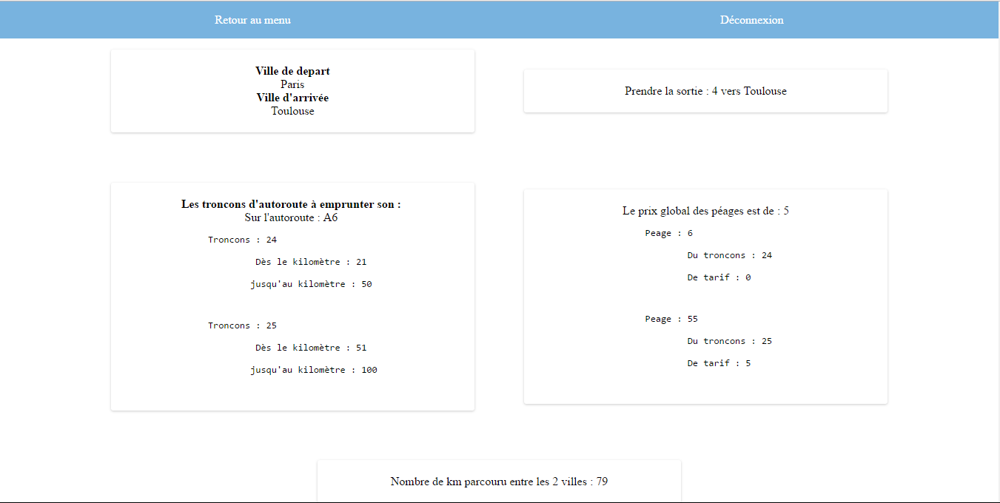 Retour au menu
Déconnexion
Ville de depart
Paris
Ville d'arrivée
Toulouse
Prendre la sortie : 4 vers Toulouse
Les troncons d'autoroute à emprunter son :
Sur l'autoroute : A6
Troncons : 24
Dès le kilomètre : 21
jusqu'au kilomètre : 50
Troncons : 25
Dès le kilomètre : 51
jusqu'au kilomètre : 100
Le prix global des péages est de : 5
Peage : 6
Du troncons : 24
De tarif : 0
Peage : 55
Du troncons : 25
De tarif : 5
Nombre de km parcouru entre les 2 villes : 79